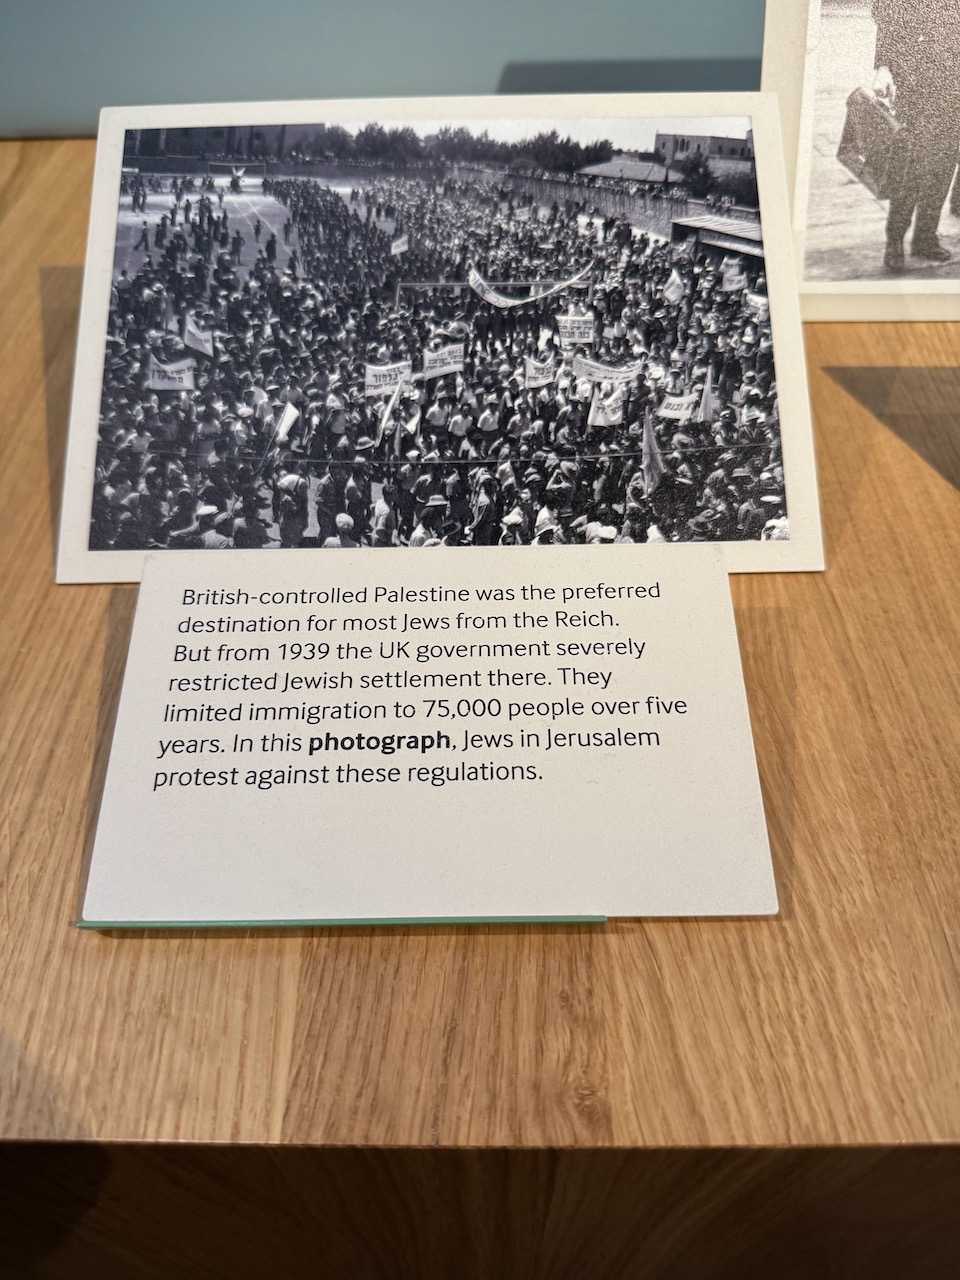 British-controlled Palestine was the preferred
destination for most Jews from the Reich.
But from 1939 the UK government severely
restricted Jewish settlement there. They
limited immigration to 75,000 people over five
years. In this photograph, Jews in Jerusalem
protest against these regulations.